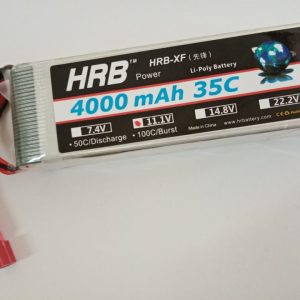 HRB™ HRB-XF (先锋)
Power Li-Poly Battery
4000 mAh 35C
7.4V 11.1V 14.8V 22.2V
• 50C/Discharge • 100C/Burst Made in China
www.hrbattery.com